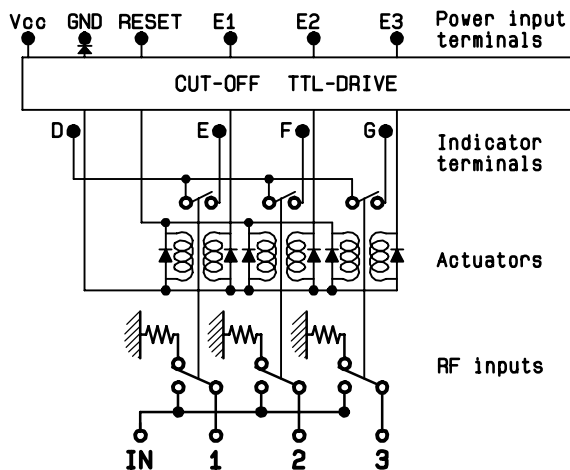 Vcc GND RESET E1 E2 E3 Power input
terminals
CUT-OFF TTL-DRIVE
D E F G Indicator
terminals
Actuators
RF inputs
IN 1 2 3